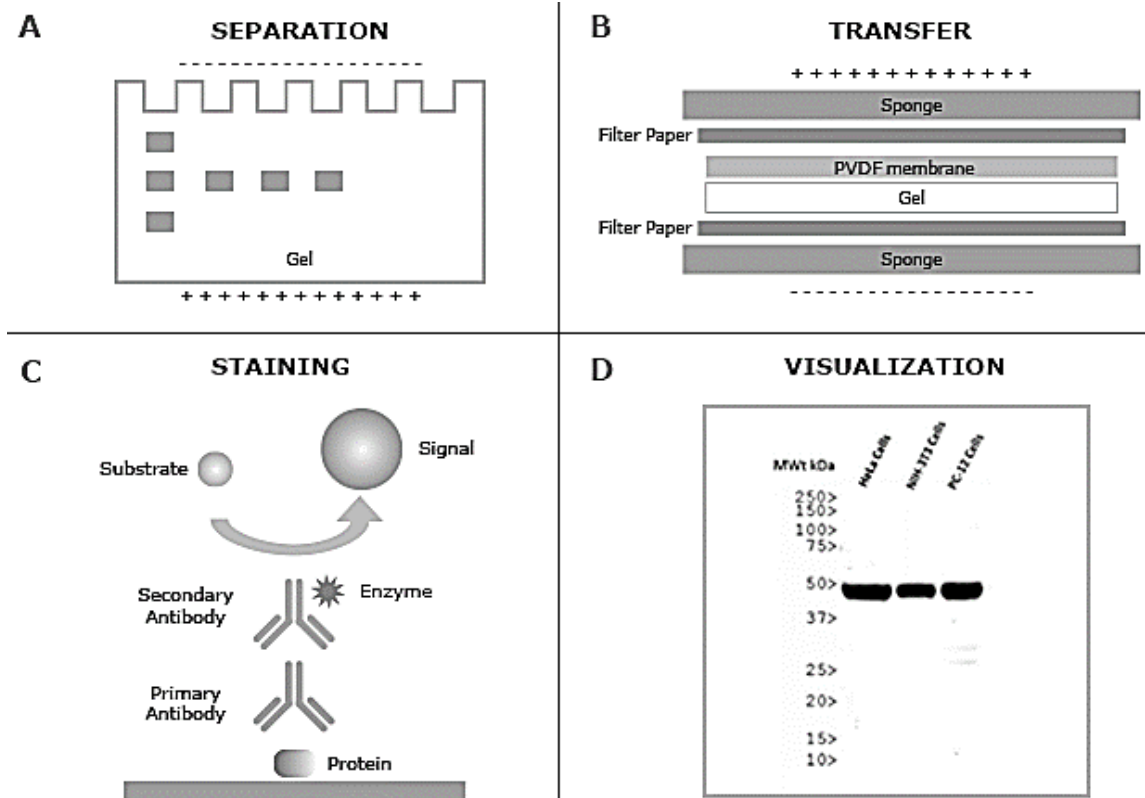 A
SEPARATION
- - - - - - - - - - - - -
Gel
+ + + + + + + + + + + + +
B
TRANSFER
+ + + + + + + + + + + + +
Sponge
Filter Paper
PVDF membrane
Gel
Filter Paper
Sponge
- - - - - - - - - - - - -
C
STAINING
Substrate
Signal
Secondary
Antibody
Enzyme
Primary
Antibody
Protein
D
VISUALIZATION
MWt kDa
HeLa Cells
NIH-3T3 Cells
PC-12 Cells
250>
150>
100>
75>
50>
37>
25>
20>
15>
10>